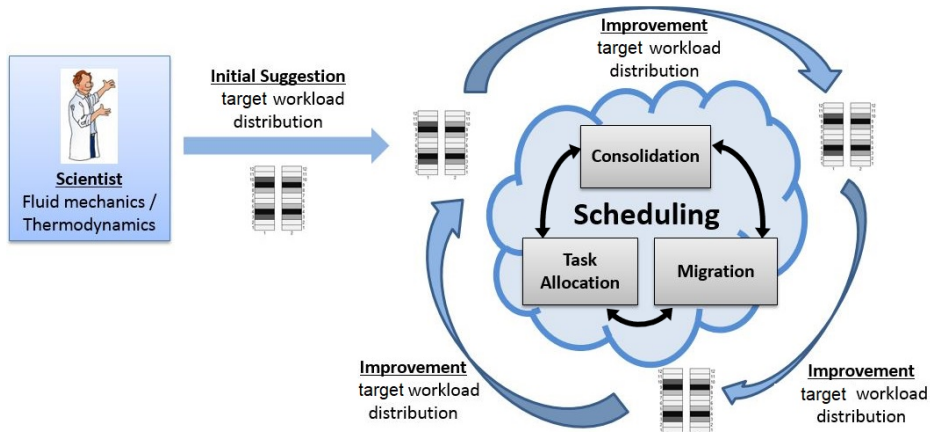 Scientist
Fluid mechanics /
Thermodynamics
Initial Suggestion
target workload
distribution
Improvement
target workload
distribution
Consolidation
Scheduling
Task
Allocation
Migration
Improvement
target workload
distribution
Improvement
target workload
distribution